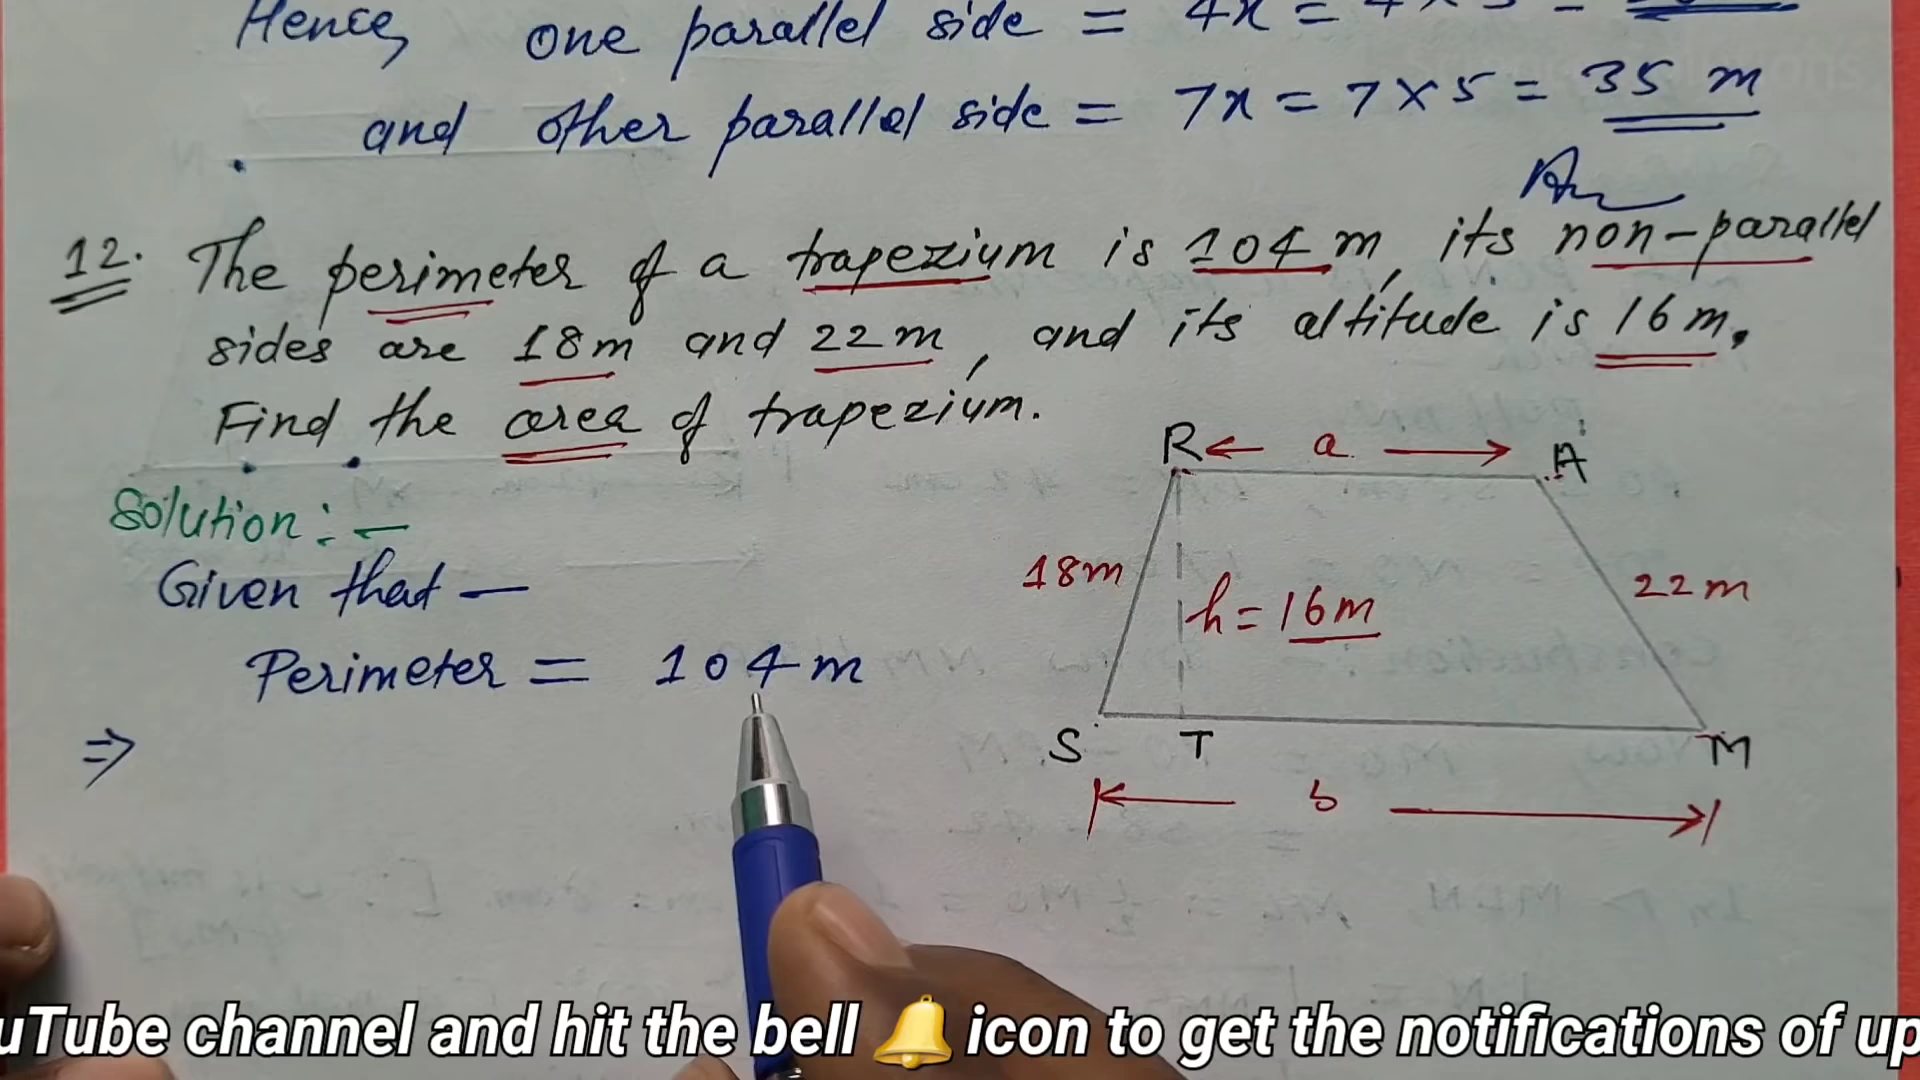 Hence, one parallel side = 4x = 4 × 5 =
and other parallel side = 7x = 7 × 5 = 35 m
Ans
12. The perimeter of a trapezium is 104 m, its non-parallel
sides are 18m and 22m, and its altitude is 16m.
Find the area of trapezium.
R a A
Solution :-
Given that —
18m 22m
h = 16m
Perimeter = 104 m
⇒
S T M
b
uTube channel and hit the bell 🔔 icon to get the notifications of up